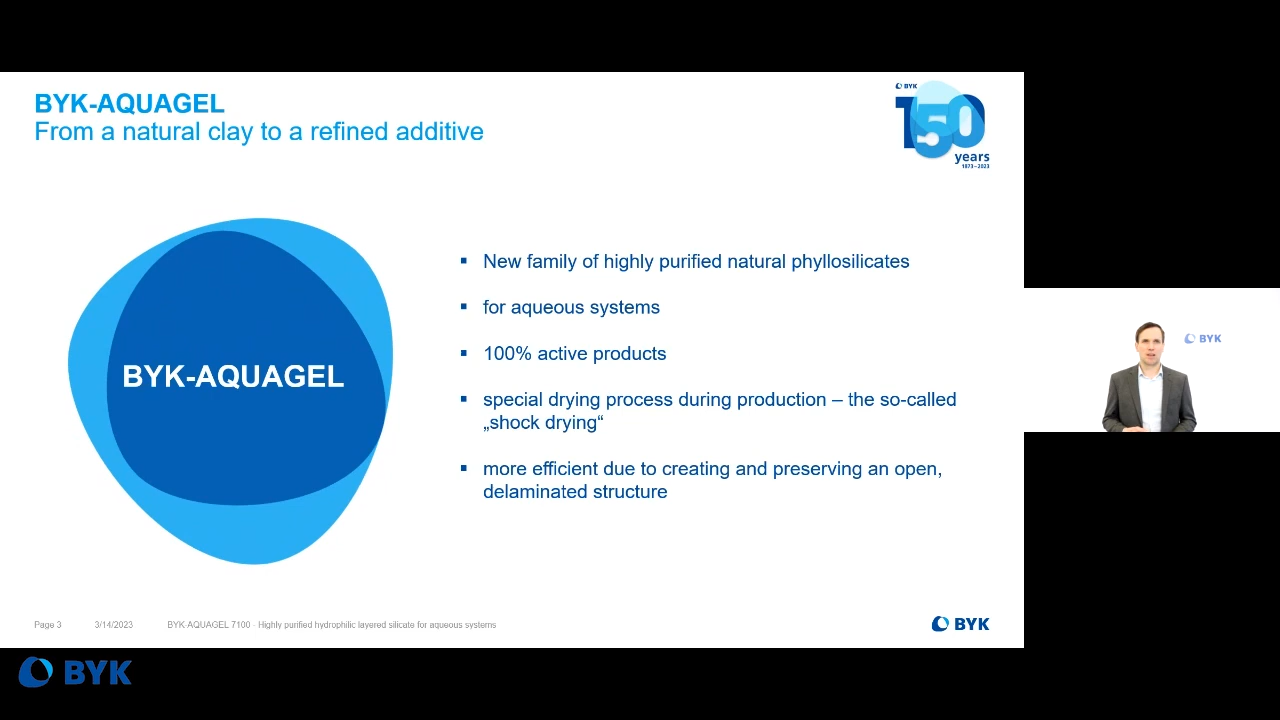 BYK-AQUAGEL
From a natural clay to a refined additive
BYK
150
years
1873–2023
BYK-AQUAGEL
▪ New family of highly purified natural phyllosilicates
▪ for aqueous systems
▪ 100% active products
▪ special drying process during production – the so-called
„shock drying“
▪ more efficient due to creating and preserving an open,
delaminated structure
BYK
Page 3
3/14/2023
BYK-AQUAGEL 7100 - Highly purified hydrophilic layered silicate for aqueous systems
BYK
BYK